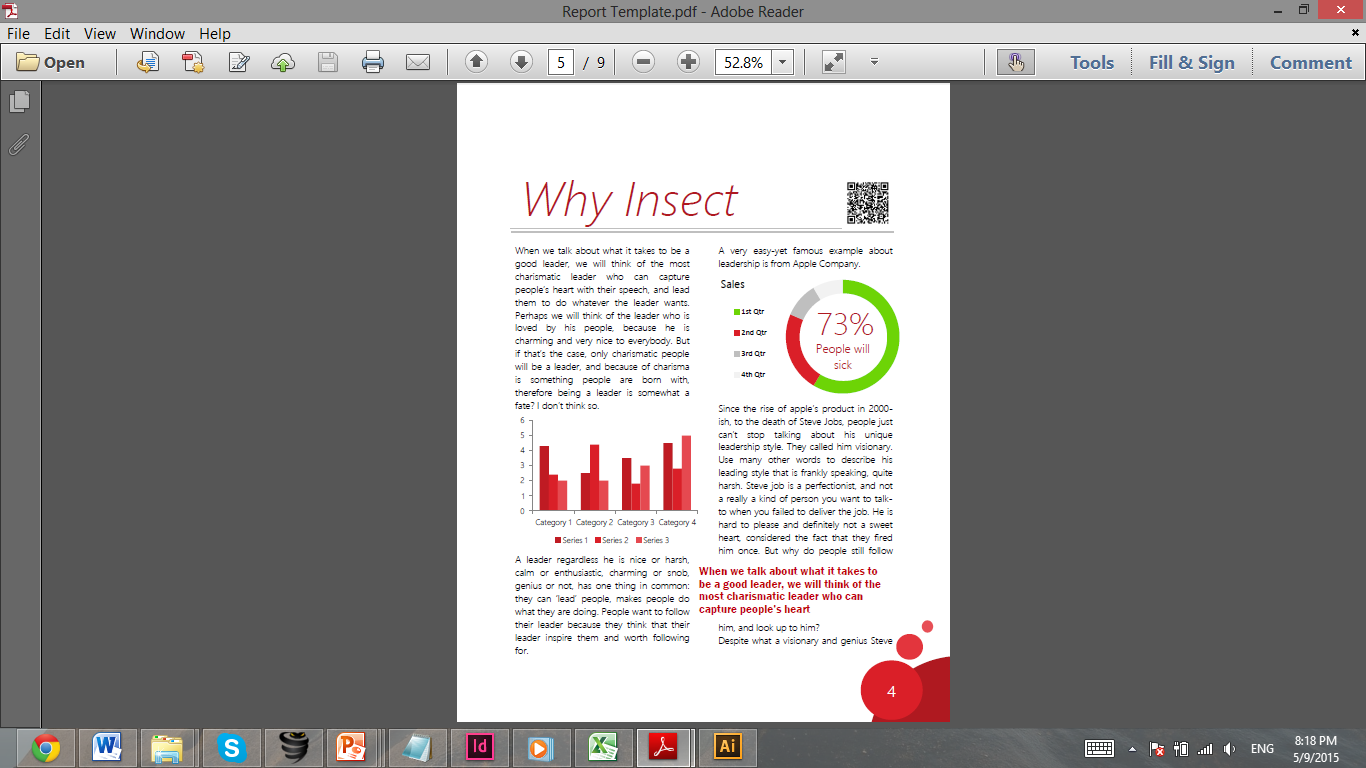 Report Template.pdf - Adobe Reader
File Edit View Window Help
Open 5 / 9 52.8% Tools Fill & Sign Comment
Why Insect
When we talk about what it takes to be a
good leader, we will think of the most
charismatic leader who can capture
people's heart with their speech, and lead
them to do whatever the leader wants.
Perhaps we will think of the leader who is
loved by his people, because he is
charming and very nice to everybody. But
if that's the case, only charismatic people
will be a leader, and because of charisma
is something people are born with,
therefore being a leader is somewhat a
fate? I don't think so.
6
5
4
3
2
1
0
Category 1 Category 2 Category 3 Category 4
Series 1 Series 2 Series 3
A leader regardless he is nice or harsh,
calm or enthusiastic, charming or snob,
genius or not, has one thing in common:
they can 'lead' people, makes people do
what they are doing. People want to follow
their leader because they think that their
leader inspire them and worth following
for.
A very easy-yet famous example about
leadership is from Apple Company.
Sales
1st Qtr
2nd Qtr
3rd Qtr
4th Qtr
73%
People will
sick
Since the rise of apple's product in 2000-
ish, to the death of Steve Jobs, people just
can't stop talking about his unique
leadership style. They called him visionary.
Use many other words to describe his
leading style that is frankly speaking, quite
harsh. Steve job is a perfectionist, and not
a really a kind of person you want to talk-
to when you failed to deliver the job. He is
hard to please and definitely not a sweet
heart, considered the fact that they fired
him once. But why do people still follow
When we talk about what it takes to
be a good leader, we will think of the
most charismatic leader who can
capture people's heart
him, and look up to him?
Despite what a visionary and genius Steve
4
ENG
8:18 PM
5/9/2015
W
S
P
Id
X
Ai